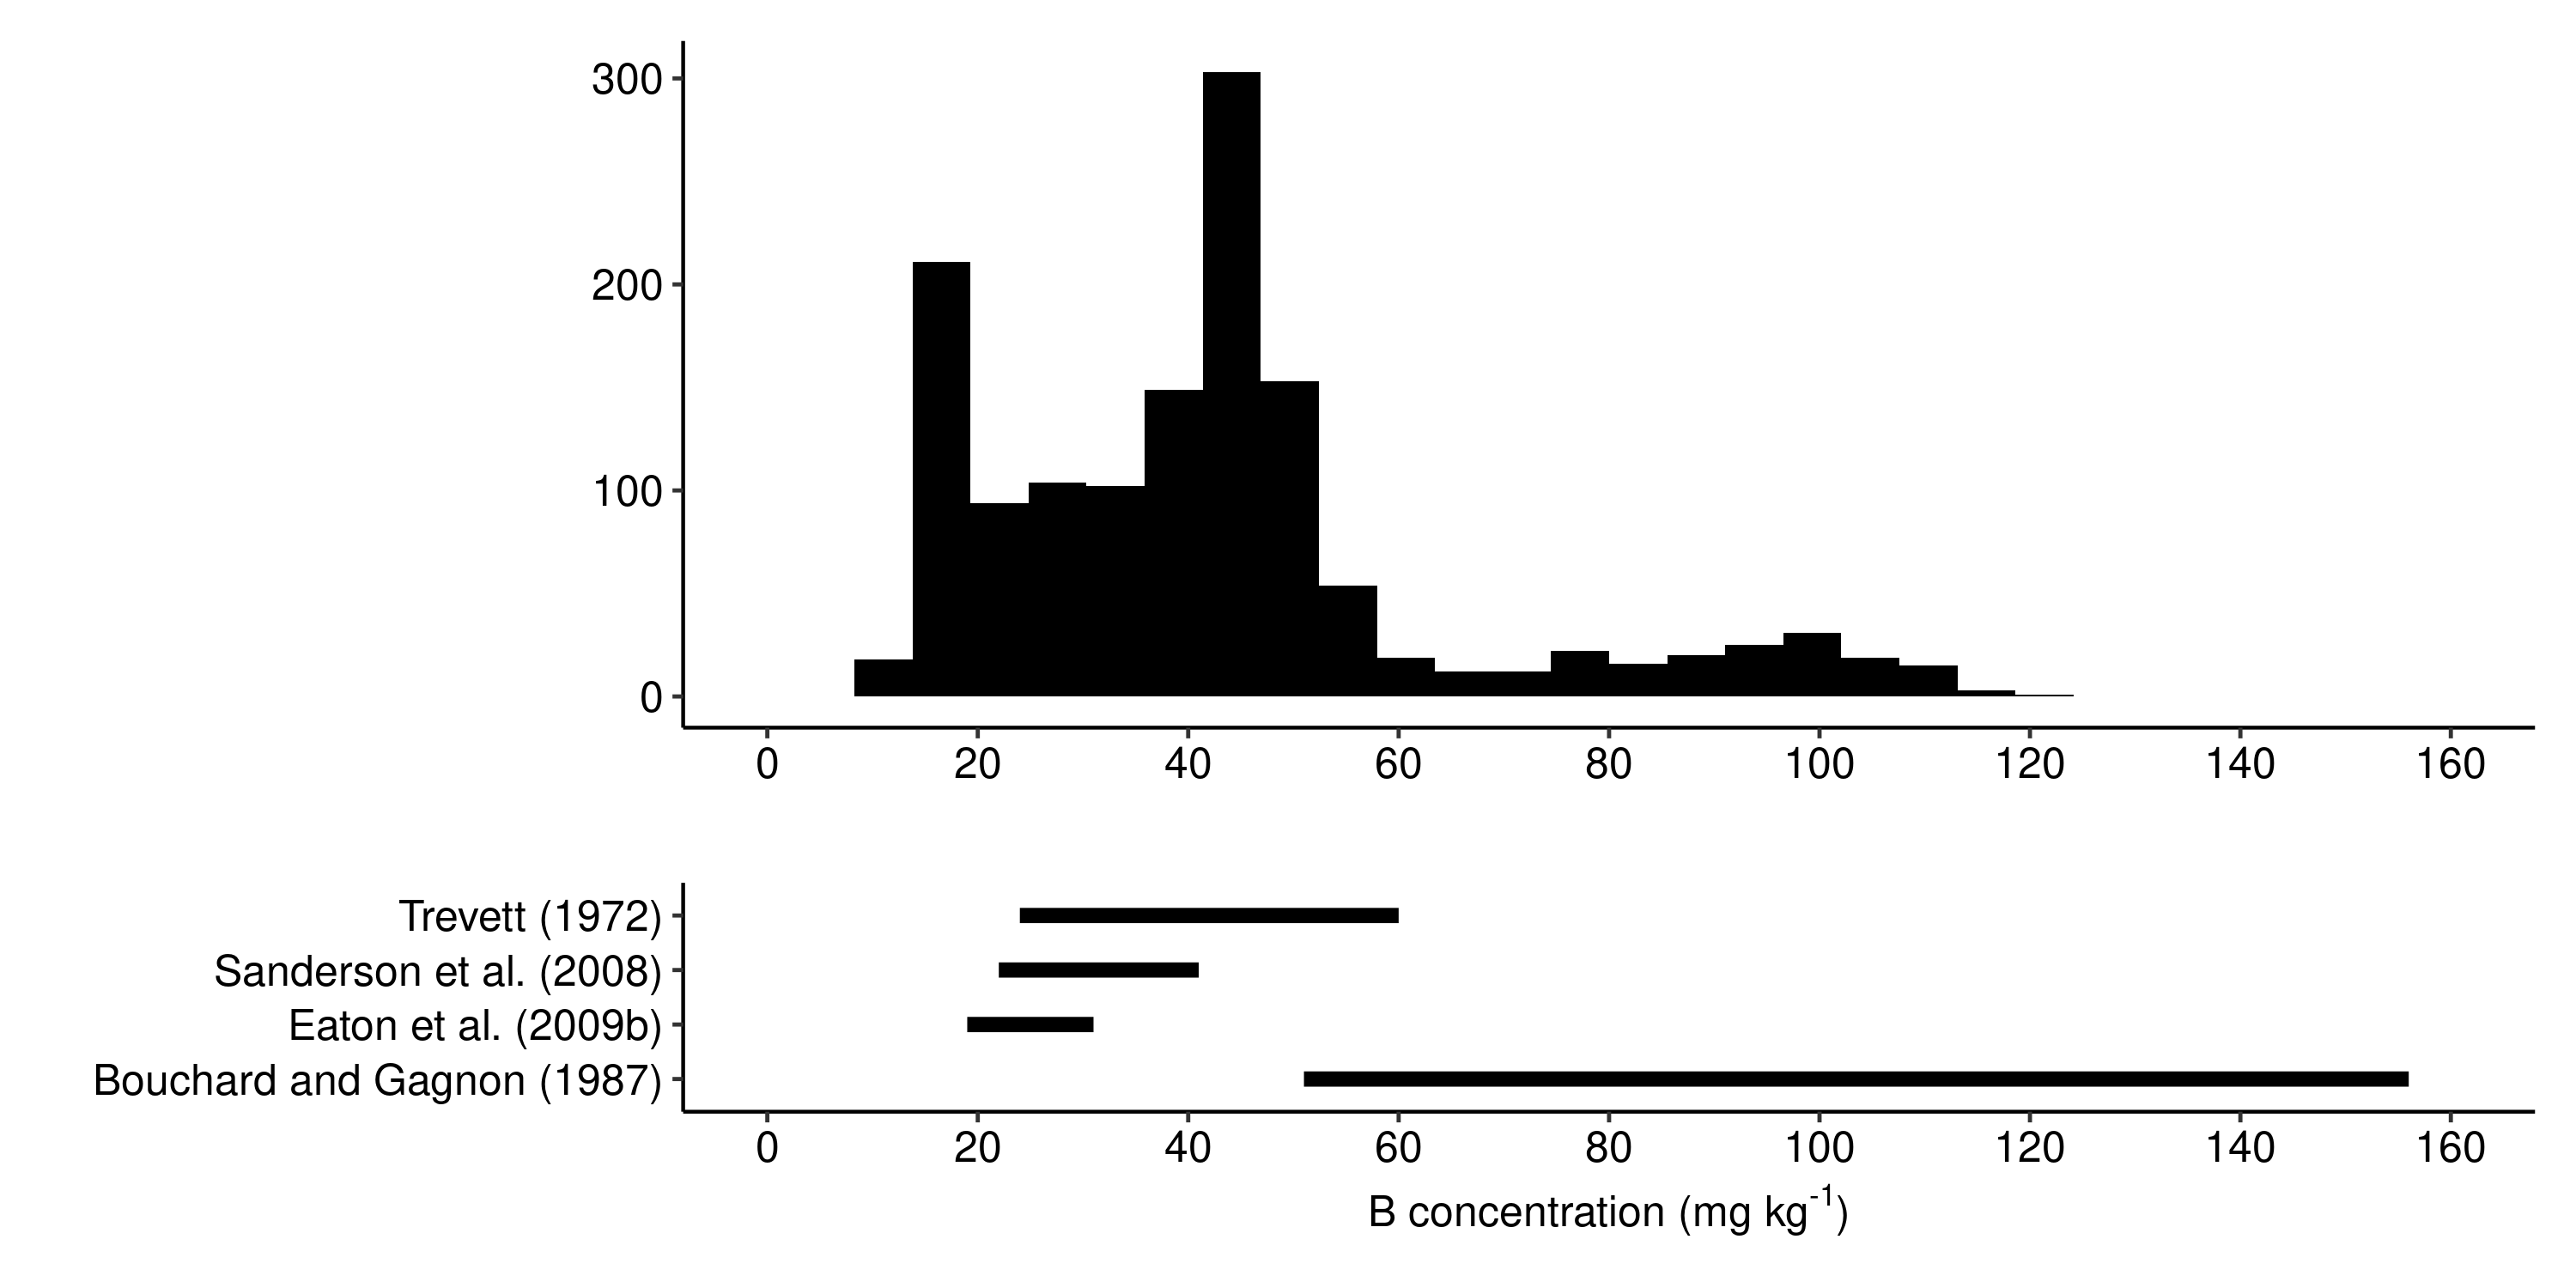 300
200
100
0
0 20 40 60 80 100 120 140 160
Trevett (1972)
Sanderson et al. (2008)
Eaton et al. (2009b)
Bouchard and Gagnon (1987)
0 20 40 60 80 100 120 140 160
B concentration (mg kg⁻¹)